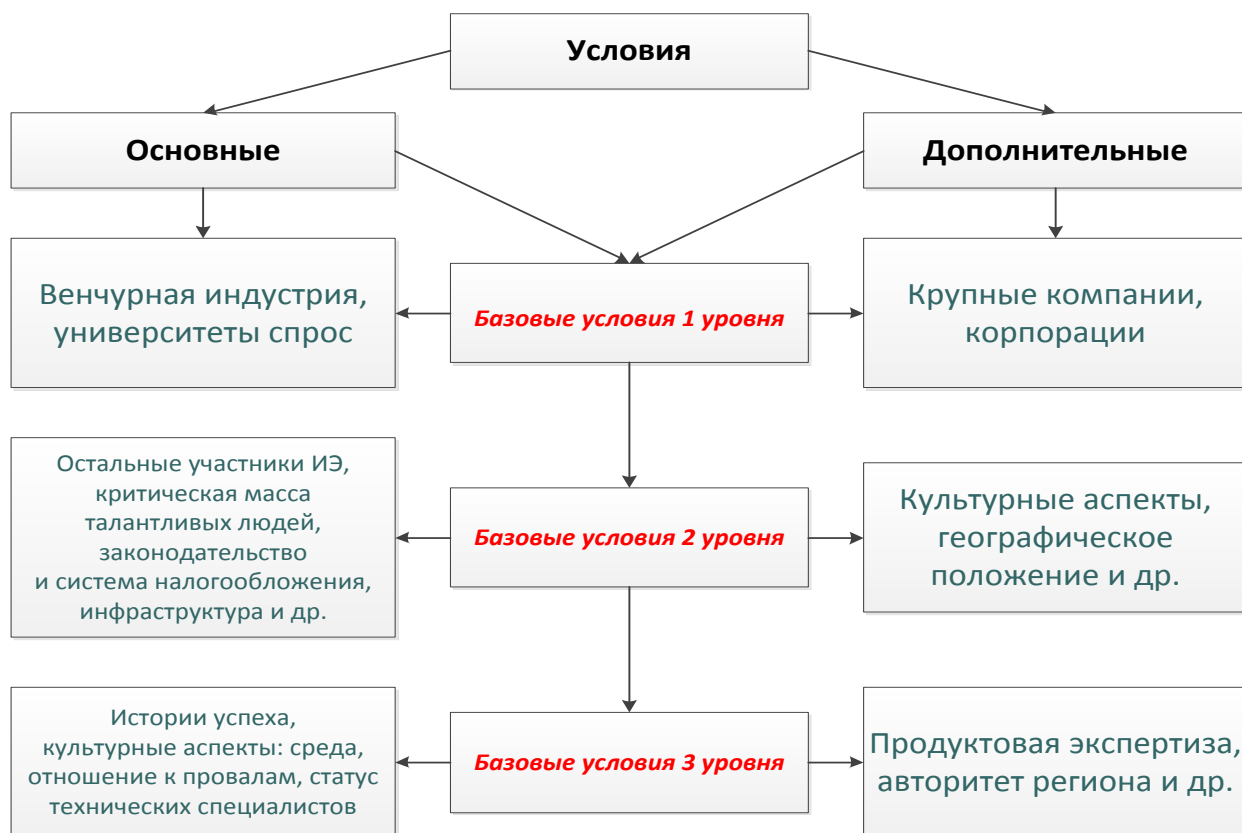 Условия
Основные
Дополнительные
Венчурная индустрия,
университеты спрос
Базовые условия 1 уровня
Крупные компании,
корпорации
Остальные участники ИЭ,
критическая масса
талантливых людей,
законодательство
и система налогообложения,
инфраструктура и др.
Базовые условия 2 уровня
Культурные аспекты,
географическое
положение и др.
Истории успеха,
культурные аспекты: среда,
отношение к провалам, статус
технических специалистов
Базовые условия 3 уровня
Продуктовая экспертиза,
авторитет региона и др.